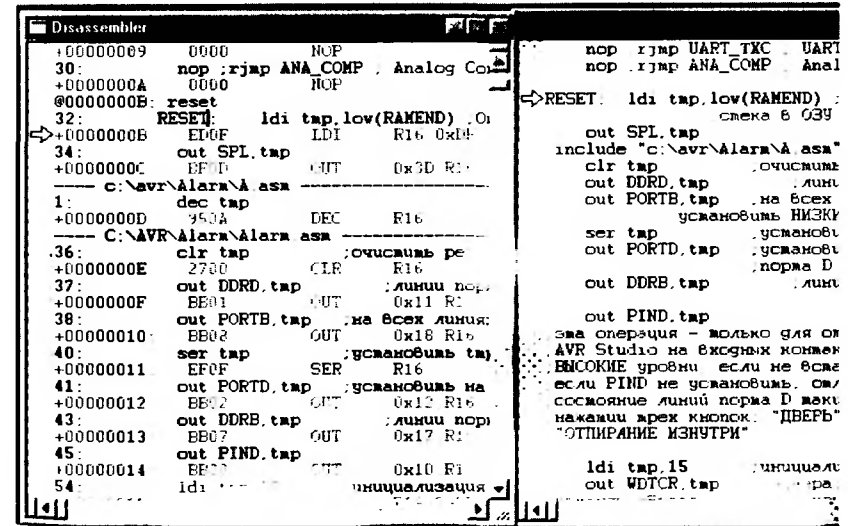 Disassembler
+00000009 0000 NOP
30: nop ;rjmp ANA_COMP , Analog Co
+0000000A 0000 NOP
@0000000B: reset
32: RESET: ldi tmp,low(RAMEND)
+0000000B LDI R16
34: out SPL,tmp
+0000000C OUT 0x3D
---- c:\avr\Alarm\A.asm ----
1: dec tmp
+0000000D 950A DEC R16
---- C:\AVR\Alarm\Alarm.asm ----
36: clr tmp ;очистить ре
+0000000E 2700 CLR R16
37: out DDRD,tmp ;линии пор
+0000000F BB01 OUT 0x11
38: out PORTB,tmp ;на всех линия
+00000010 BB08 OUT 0x18 R16
40: ser tmp ;установить tm
+00000011 EF0F SER R16
41: out PORTD,tmp ;установить на
+00000012 BB02 OUT 0x12 R16
43: out DDRB,tmp ;линии пор
+00000013 BB07 OUT 0x17
45: out PIND,tmp
+00000014 0x10
54: ldi инициализация
nop rjmp UART_TXC , UART
nop rjmp ANA_COMP Anal
RESET: ldi tmp,low(RAMEND) ;
стека в ОЗУ
out SPL,tmp
include "c:\avr\Alarm\A.asm"
clr tmp ;очистить
out DDRD,tmp ;лини
out PORTB,tmp ;на всех
установить НИЗКИ
ser tmp ;установи
out PORTD,tmp ;установи
;порта D
out DDRB,tmp ;лини
out PIND,tmp
эта операция - только для от
AVR Studio на входных контак
ВЫСОКИЕ уровни если не вста
если PIND не установить,
состояние линий порта D так
нажатии трех кнопок: "ДВЕРЬ"
"ОТПИРАНИЕ ИЗНУТРИ"
ldi tmp,15 ;инициали
out WDTCR,tmp